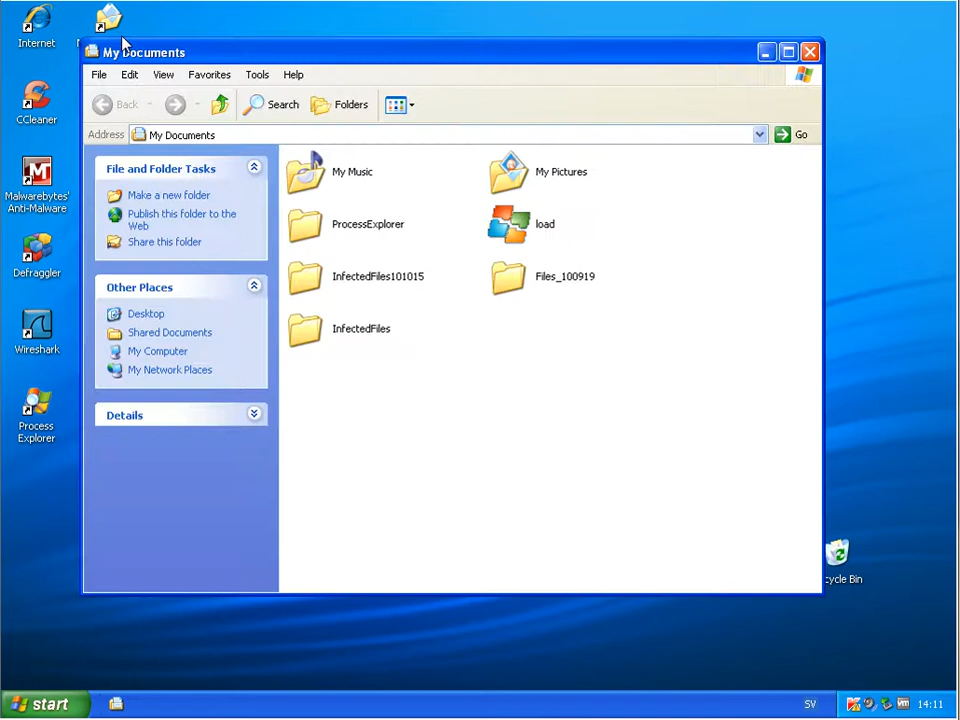 Internet
CCleaner
Malwarebytes'
Anti-Malware
Defraggler
Wireshark
Process
Explorer
My Documents
File Edit View Favorites Tools Help
Back Search Folders
Address My Documents Go
File and Folder Tasks
Make a new folder
Publish this folder to the
Web
Share this folder
Other Places
Desktop
Shared Documents
My Computer
My Network Places
Details
My Music My Pictures
ProcessExplorer load
InfectedFiles101015 Files_100919
InfectedFiles
cycle Bin
start SV 14:11